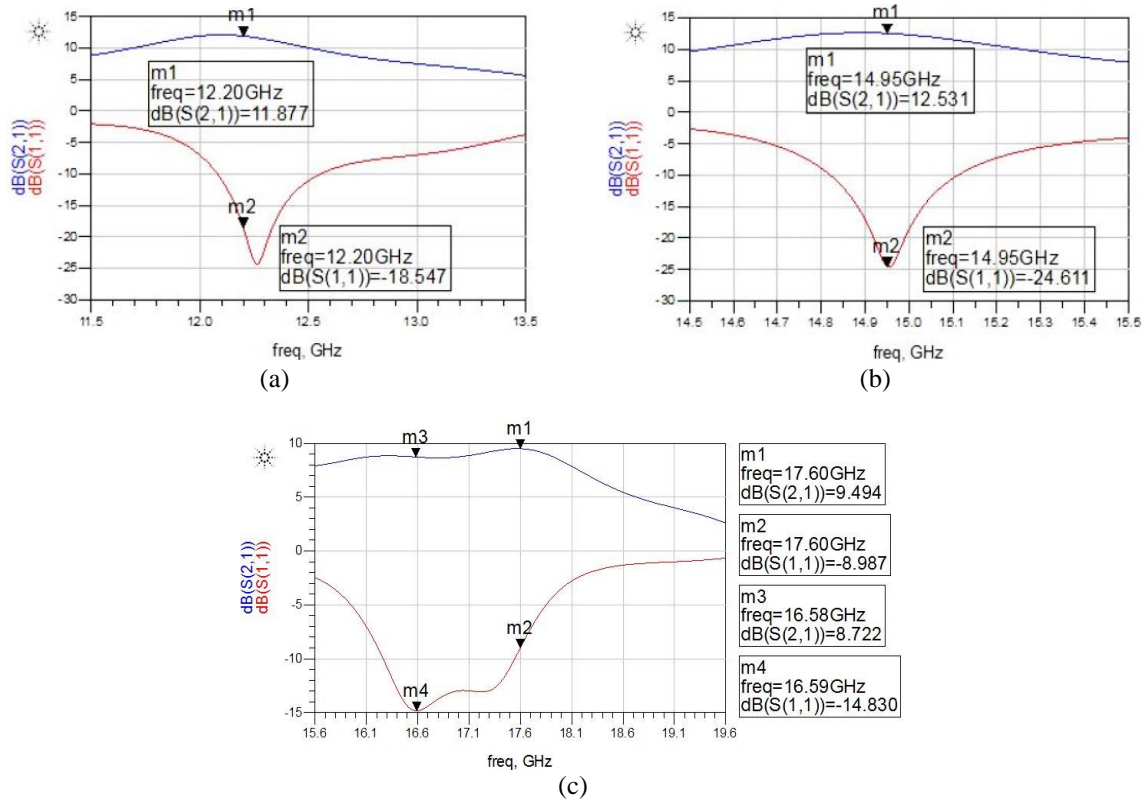 15
10
5
0
-5
-10
-15
-20
-25
-30
dB(S(2,1))
dB(S(1,1))
m1
m1
freq=12.20GHz
dB(S(2,1))=11.877
m2
m2
freq=12.20GHz
dB(S(1,1))=-18.547
11.5 12.0 12.5 13.0 13.5
freq, GHz
(a)
15
10
5
0
-5
-10
-15
-20
-25
-30
dB(S(2,1))
dB(S(1,1))
m1
m1
freq=14.95GHz
dB(S(2,1))=12.531
m2
m2
freq=14.95GHz
dB(S(1,1))=-24.611
14.5 14.6 14.7 14.8 14.9 15.0 15.1 15.2 15.3 15.4 15.5
freq, GHz
(b)
10
5
0
-5
-10
-15
dB(S(2,1))
dB(S(1,1))
m3
m1
m2
m4
15.6 16.1 16.6 17.1 17.6 18.1 18.6 19.1 19.6
freq, GHz
m1
freq=17.60GHz
dB(S(2,1))=9.494
m2
freq=17.60GHz
dB(S(1,1))=-8.987
m3
freq=16.58GHz
dB(S(2,1))=8.722
m4
freq=16.59GHz
dB(S(1,1))=-14.830
(c)